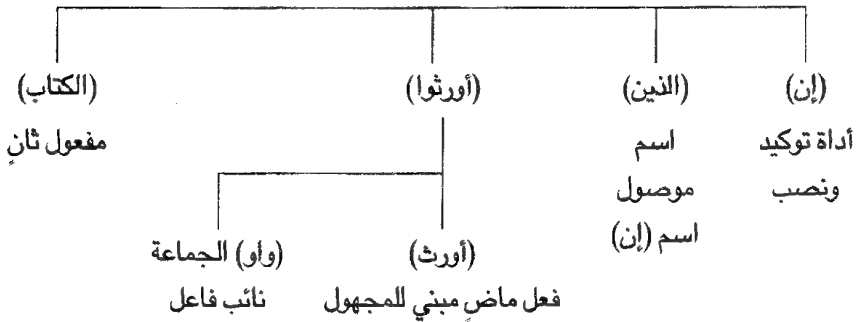 (إن) (الذين) (أورثوا) (الكتاب)
أداة توكيد اسم مفعول ثانٍ
ونصب موصول
اسم (إن)
(أورث) (واو) الجماعة
فعل ماضٍ مبني للمجهول نائب فاعل